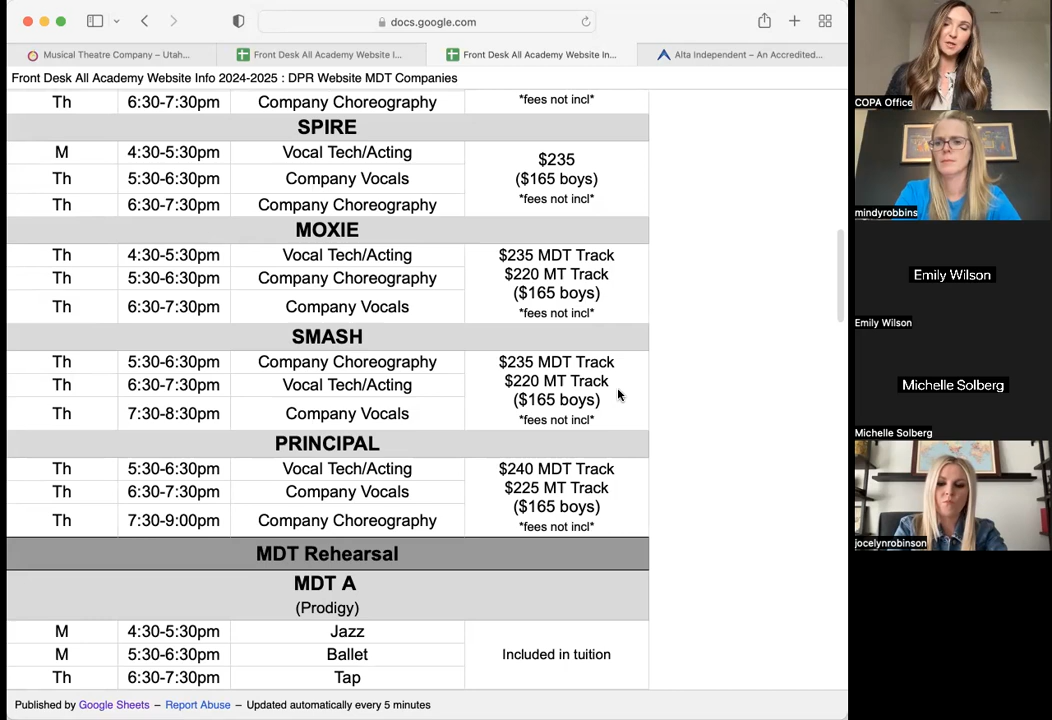 docs.google.com
Musical Theatre Company – Utah...
Front Desk All Academy Website I...
Front Desk All Academy Website In...
Alta Independent – An Accredited...
Front Desk All Academy Website Info 2024-2025 : DPR Website MDT Companies
Th 6:30-7:30pm Company Choreography *fees not incl*
SPIRE
M 4:30-5:30pm Vocal Tech/Acting
$235
Th 5:30-6:30pm Company Vocals ($165 boys)
Th 6:30-7:30pm Company Choreography *fees not incl*
MOXIE
Th 4:30-5:30pm Vocal Tech/Acting $235 MDT Track
Th 5:30-6:30pm Company Choreography $220 MT Track
($165 boys)
Th 6:30-7:30pm Company Vocals
*fees not incl*
SMASH
Th 5:30-6:30pm Company Choreography $235 MDT Track
Th 6:30-7:30pm Vocal Tech/Acting $220 MT Track
($165 boys)
Th 7:30-8:30pm Company Vocals
*fees not incl*
PRINCIPAL
Th 5:30-6:30pm Vocal Tech/Acting $240 MDT Track
Th 6:30-7:30pm Company Vocals $225 MT Track
($165 boys)
Th 7:30-9:00pm Company Choreography
*fees not incl*
MDT Rehearsal
MDT A
(Prodigy)
M 4:30-5:30pm Jazz
M 5:30-6:30pm Ballet Included in tuition
Th 6:30-7:30pm Tap
Published by Google Sheets – Report Abuse – Updated automatically every 5 minutes
COPA Office
mindyrobbins
Emily Wilson
Emily Wilson
Michelle Solberg
Michelle Solberg
jocelynrobinson